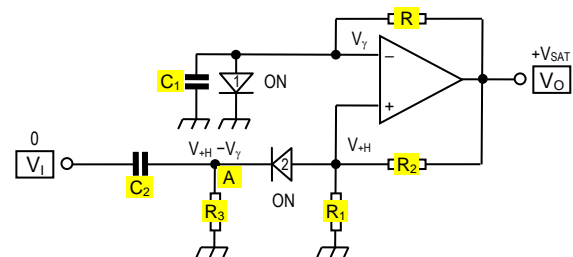 R
Vγ
+VSAT
C1
1
ON
−
+
VO
0
V+H −Vγ
V+H
VI
C2
A
2
R2
R3
ON
R1